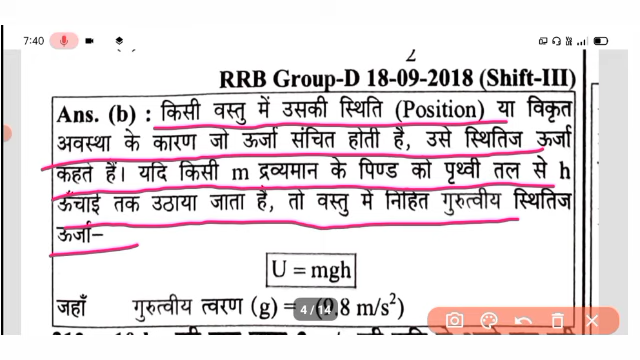 7:40
2
RRB Group-D 18-09-2018 (Shift-III)
Ans. (b) : किसी वस्तु में उसकी स्थिति (Position) या विकृत
अवस्था के कारण जो ऊर्जा संचित होती है, उसे स्थितिज ऊर्जा
कहते हैं। यदि किसी m द्रव्यमान के पिण्ड को पृथ्वी तल से h
ऊँचाई तक उठाया जाता है, तो वस्तु में निहित गुरुत्वीय स्थितिज
ऊर्जा–
U = mgh
जहाँ गुरुत्वीय त्वरण (g) = (9.8 m/s²)
4 / 14